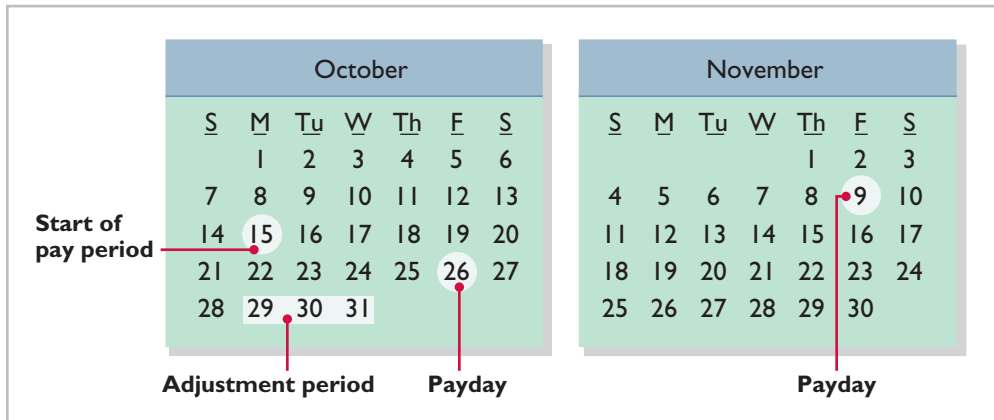 October
S M Tu W Th F S
1 2 3 4 5 6
7 8 9 10 11 12 13
14 15 16 17 18 19 20
21 22 23 24 25 26 27
28 29 30 31
November
S M Tu W Th F S
1 2 3
4 5 6 7 8 9 10
11 12 13 14 15 16 17
18 19 20 21 22 23 24
25 26 27 28 29 30
Start of
pay period
Adjustment period
Payday
Payday